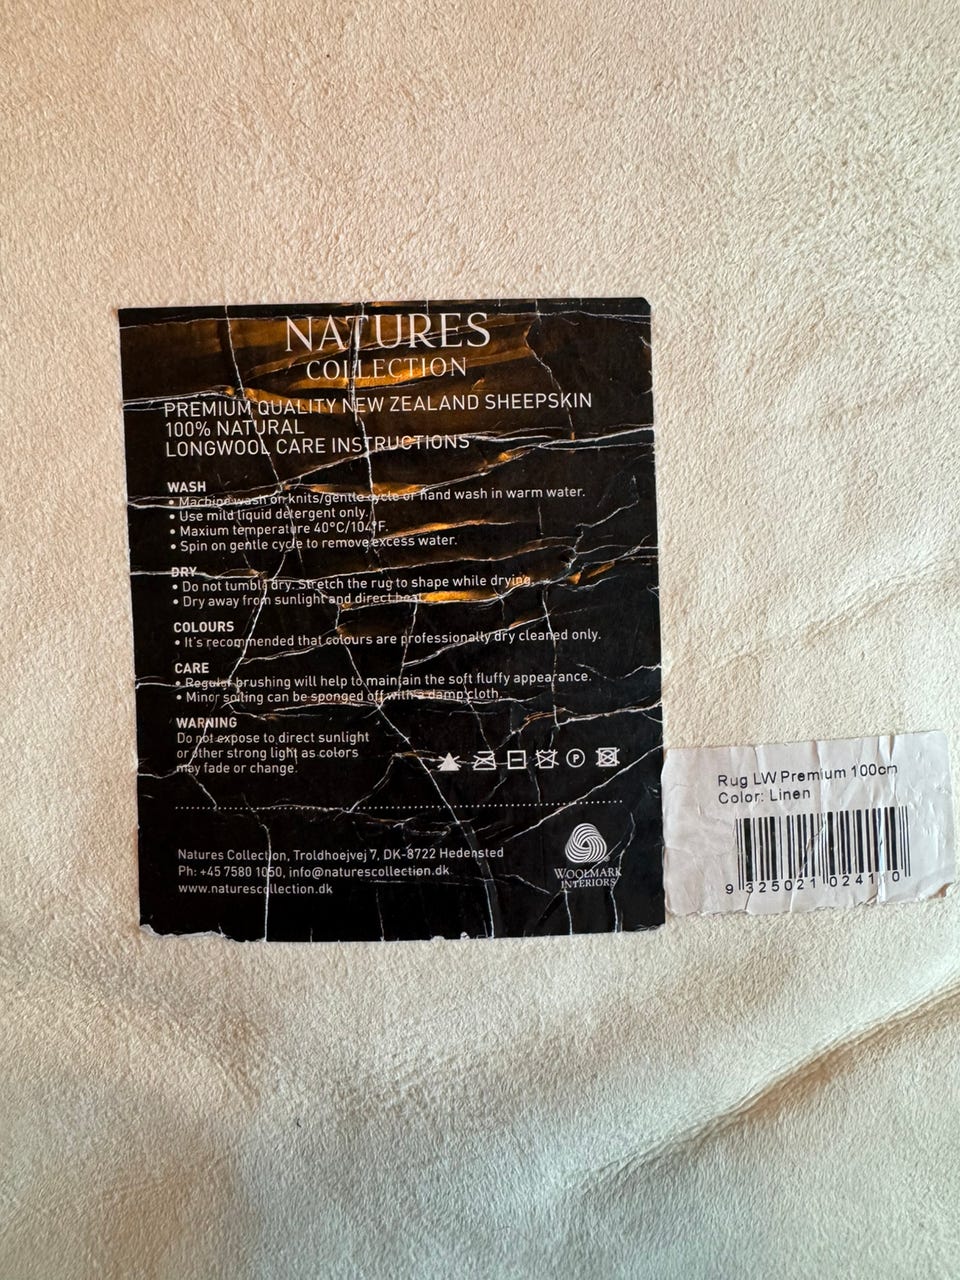 NATURES
COLLECTION
PREMIUM QUALITY NEW ZEALAND SHEEPSKIN
100% NATURAL
LONGWOOL CARE INSTRUCTIONS
WASH
• Machine wash on knits/gentle cycle or hand wash in warm water.
• Use mild liquid detergent only.
• Maxium temperature 40°C/104°F.
• Spin on gentle cycle to remove excess water.
DRY
• Do not tumble dry. Stretch the rug to shape while drying.
• Dry away from sunlight and direct heat.
COLOURS
• It's recommended that colours are professionally dry cleaned only.
CARE
• Regular brushing will help to maintain the soft fluffy appearance.
• Minor soiling can be sponged off with a damp cloth.
WARNING
Do not expose to direct sunlight
or other strong light as colors
may fade or change.
P
Natures Collection, Troldhoejvej 7, DK-8722 Hedensted
Ph: +45 7580 1050, info@naturescollection.dk
www.naturescollection.dk
WOOLMARK
INTERIORS
Rug LW Premium 100cm
Color: Linen
9 325021 024110